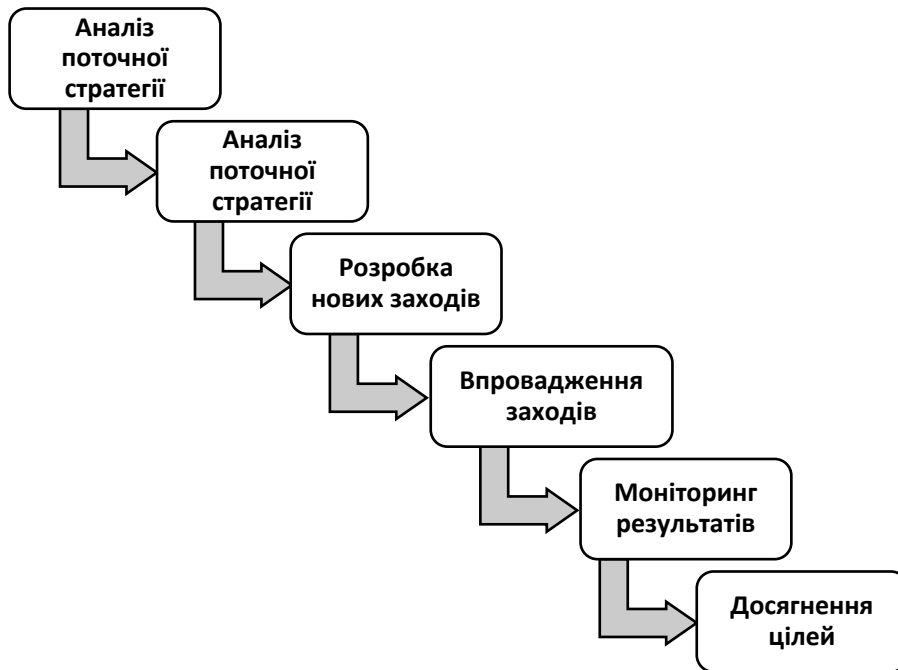 Аналіз
поточної
стратегії
Аналіз
поточної
стратегії
Розробка
нових заходів
Впровадження
заходів
Моніторинг
результатів
Досягнення
цілей